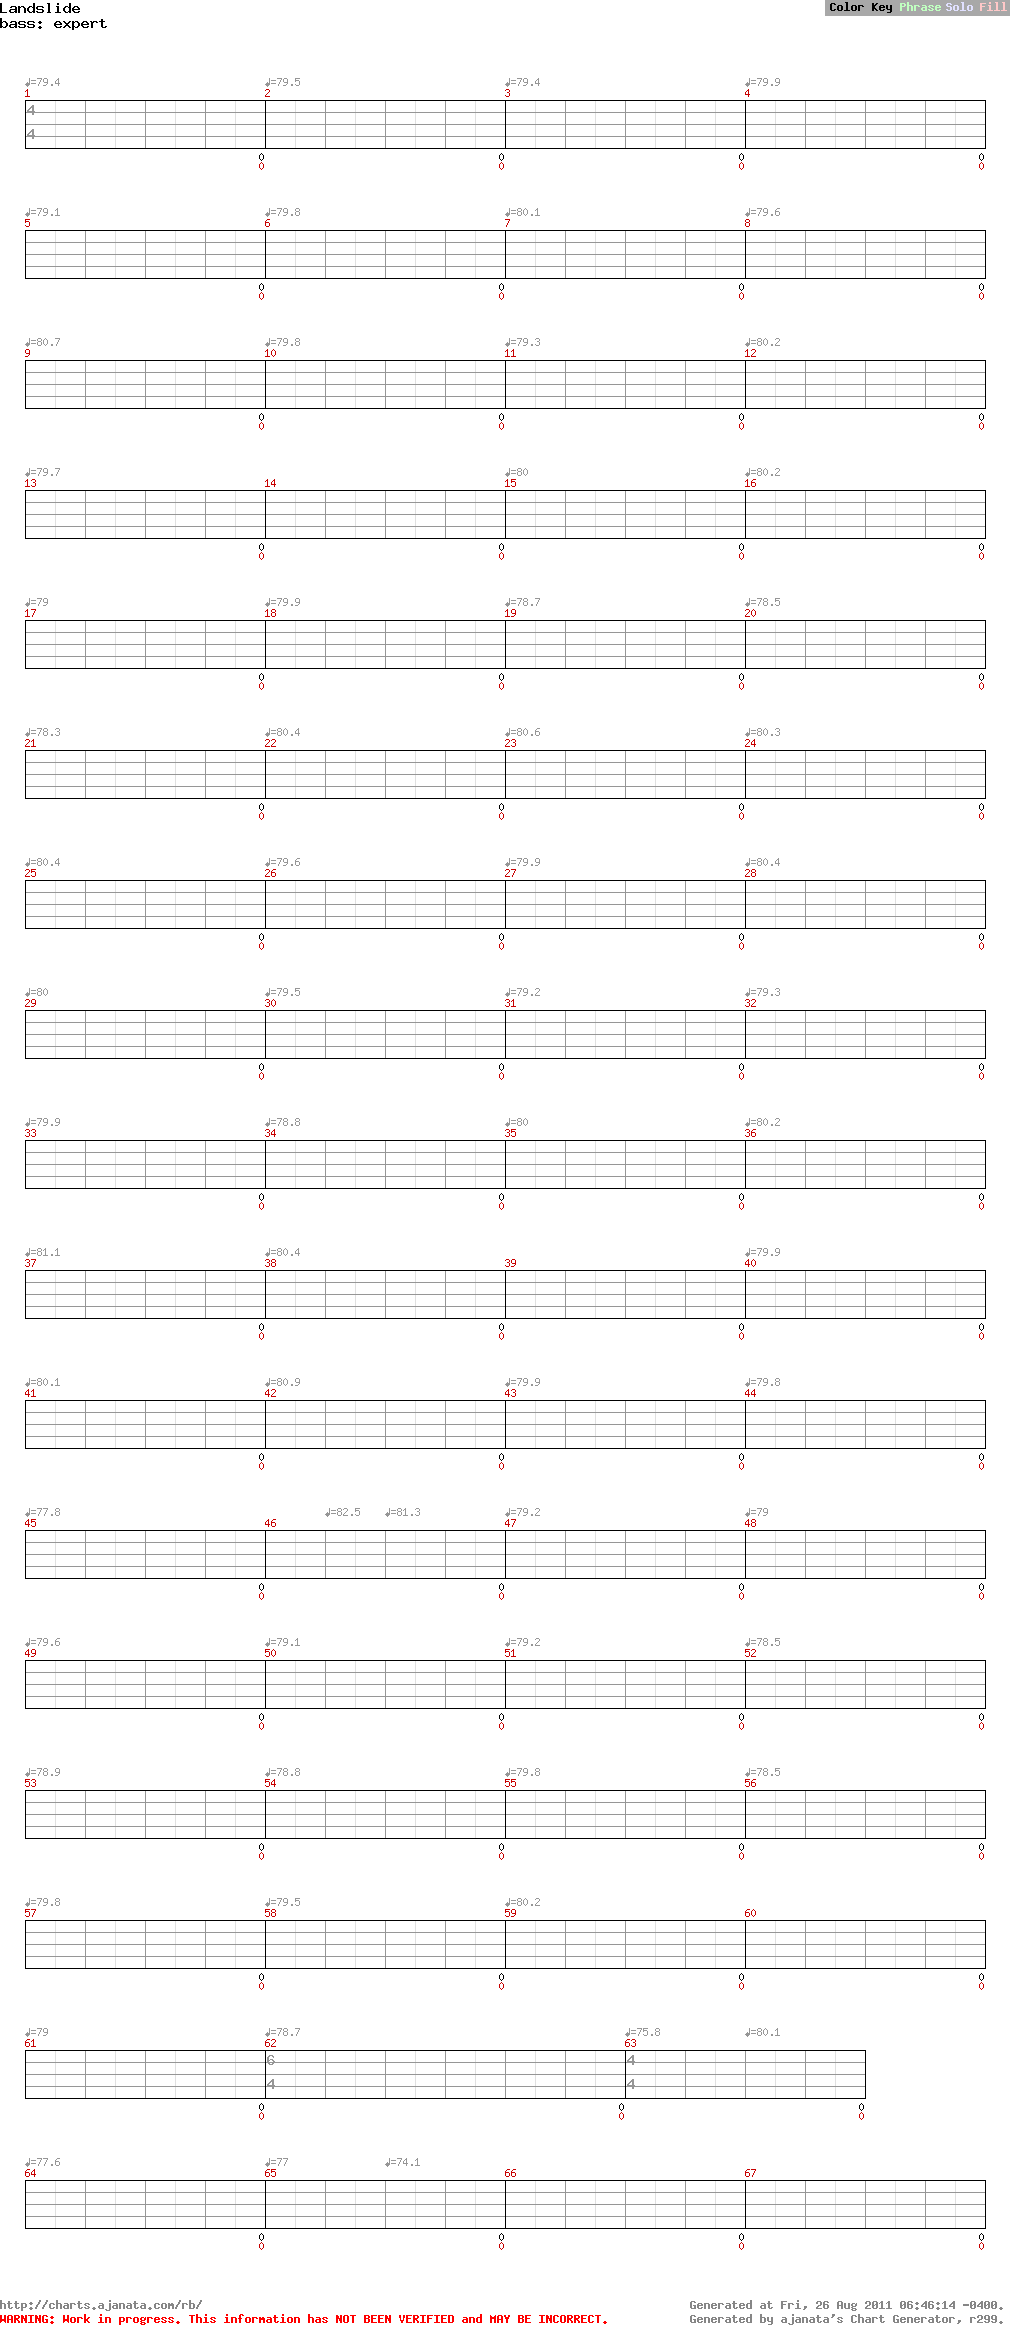 Landslide
Color Key Phrase Solo Fill
bass: expert
♩=79.4 ♩=79.5 ♩=79.4 ♩=79.9
1 2 3 4
4
4
0 0 0 0
0 0 0 0
♩=79.1 ♩=79.8 ♩=80.1 ♩=79.6
5 6 7 8
0 0 0 0
0 0 0 0
♩=80.7 ♩=79.8 ♩=79.3 ♩=80.2
9 10 11 12
0 0 0 0
0 0 0 0
♩=79.7 ♩=80 ♩=80.2
13 14 15 16
0 0 0 0
0 0 0 0
♩=79 ♩=79.9 ♩=78.7 ♩=78.5
17 18 19 20
0 0 0 0
0 0 0 0
♩=78.3 ♩=80.4 ♩=80.6 ♩=80.3
21 22 23 24
0 0 0 0
0 0 0 0
♩=80.4 ♩=79.6 ♩=79.9 ♩=80.4
25 26 27 28
0 0 0 0
0 0 0 0
♩=80 ♩=79.5 ♩=79.2 ♩=79.3
29 30 31 32
0 0 0 0
0 0 0 0
♩=79.9 ♩=78.8 ♩=80 ♩=80.2
33 34 35 36
0 0 0 0
0 0 0 0
♩=81.1 ♩=80.4 ♩=79.9
37 38 39 40
0 0 0 0
0 0 0 0
♩=80.1 ♩=80.9 ♩=79.9 ♩=79.8
41 42 43 44
0 0 0 0
0 0 0 0
♩=77.8 ♩=82.5 ♩=81.3 ♩=79.2 ♩=79
45 46 47 48
0 0 0 0
0 0 0 0
♩=79.6 ♩=79.1 ♩=79.2 ♩=78.5
49 50 51 52
0 0 0 0
0 0 0 0
♩=78.9 ♩=78.8 ♩=79.8 ♩=78.5
53 54 55 56
0 0 0 0
0 0 0 0
♩=79.8 ♩=79.5 ♩=80.2
57 58 59 60
0 0 0 0
0 0 0 0
♩=79 ♩=78.7 ♩=75.8 ♩=80.1
61 62 63
6 4
4 4
0 0 0
0 0 0
♩=77.6 ♩=77 ♩=74.1
64 65 66 67
0 0 0 0
0 0 0 0
http://charts.ajanata.com/rb/ Generated at Fri, 26 Aug 2011 06:46:14 -0400.
WARNING: Work in progress. This information has NOT BEEN VERIFIED and MAY BE INCORRECT. Generated by ajanata's Chart Generator, r299.